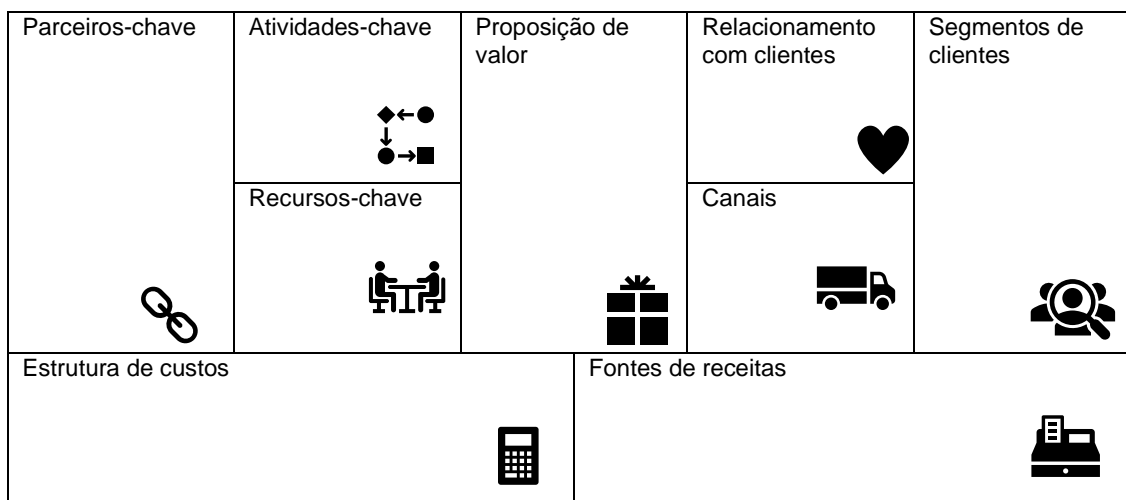 Parceiros-chave
Atividades-chave
Proposição de
valor
Relacionamento
com clientes
Segmentos de
clientes
Recursos-chave
Canais
Estrutura de custos
Fontes de receitas